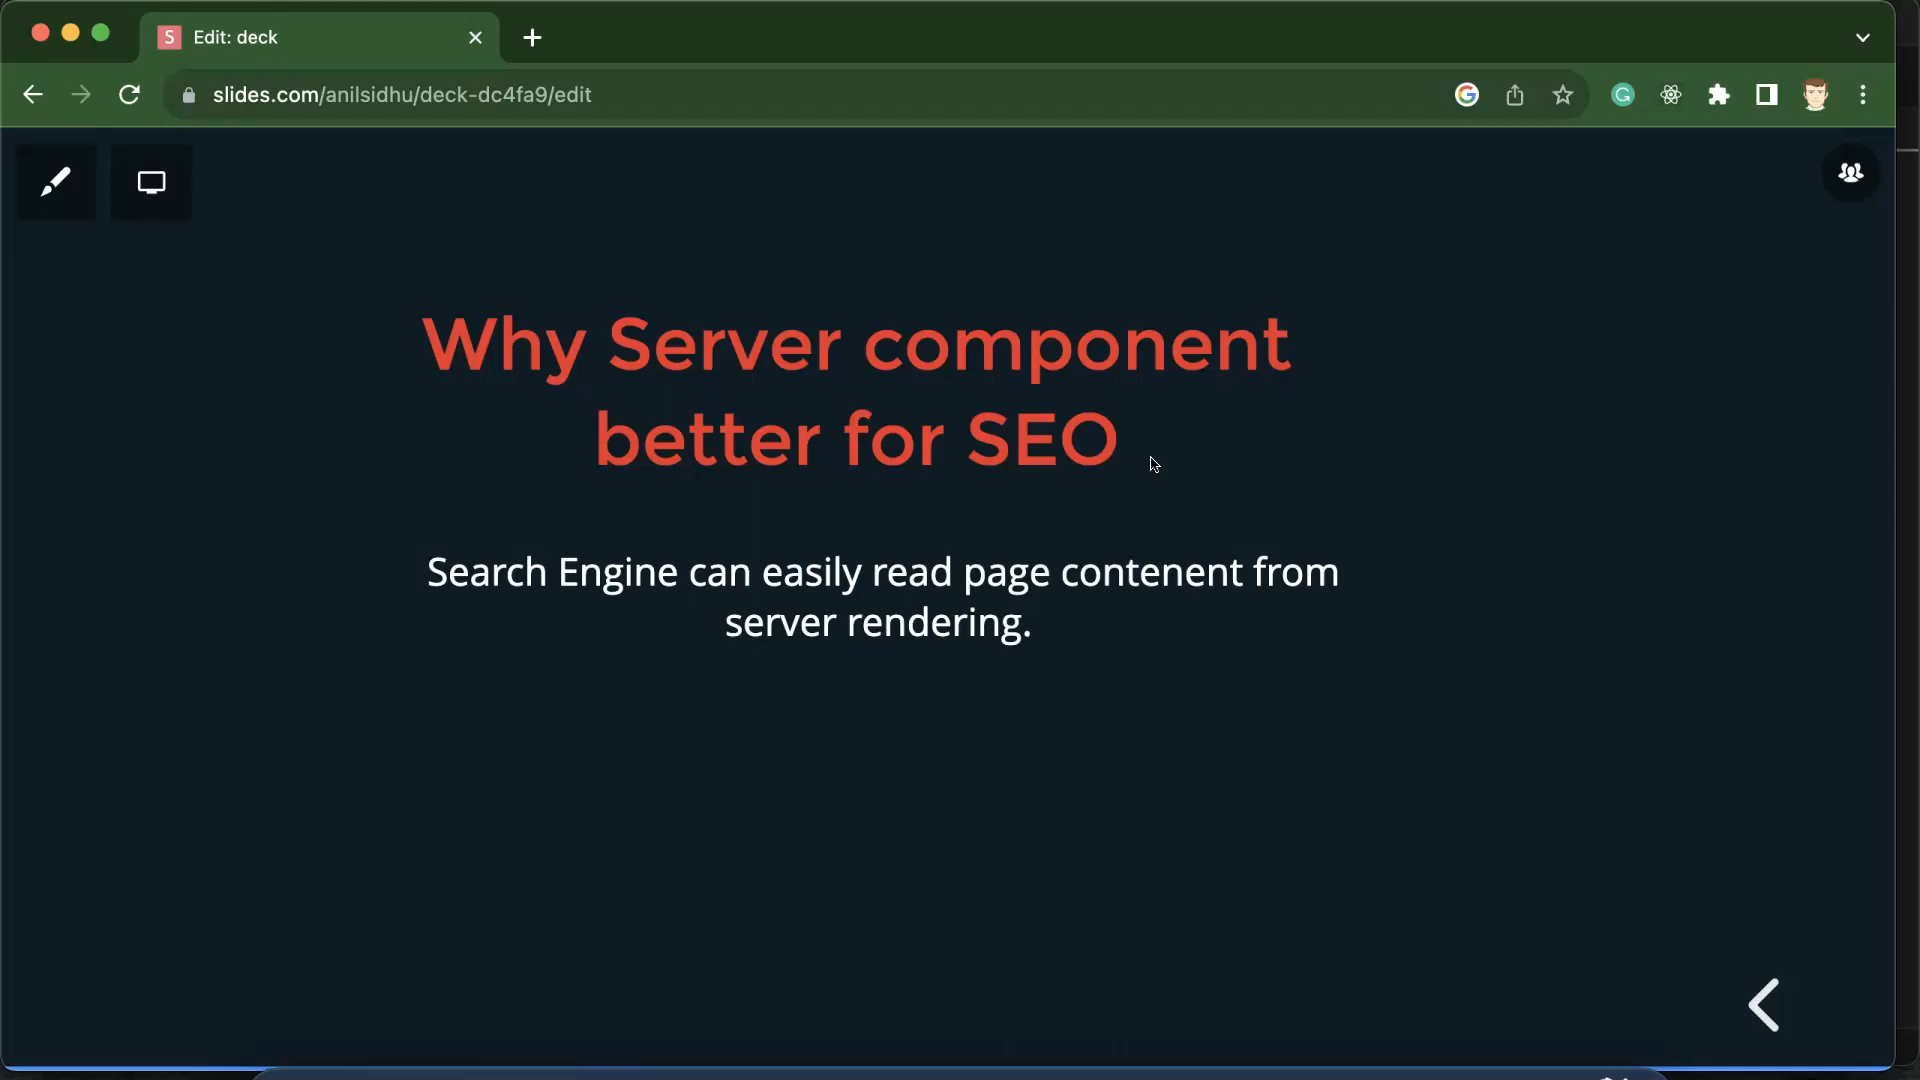 S Edit: deck
slides.com/anilsidhu/deck-dc4fa9/edit
Why Server component
better for SEO
Search Engine can easily read page contenent from
server rendering.